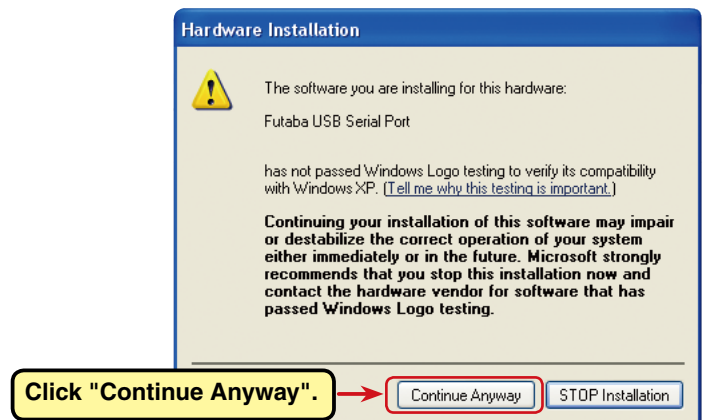 Hardware Installation
The software you are installing for this hardware:
Futaba USB Serial Port
has not passed Windows Logo testing to verify its compatibility
with Windows XP. (Tell me why this testing is important.)
Continuing your installation of this software may impair
or destabilize the correct operation of your system
either immediately or in the future. Microsoft strongly
recommends that you stop this installation now and
contact the hardware vendor for software that has
passed Windows Logo testing.
Click "Continue Anyway".
Continue Anyway
STOP Installation